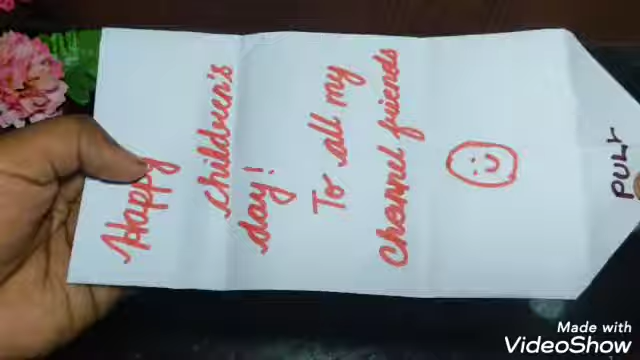 Happy
children's
day!
To all my
channel friends
PULL
Made with
VideoShow